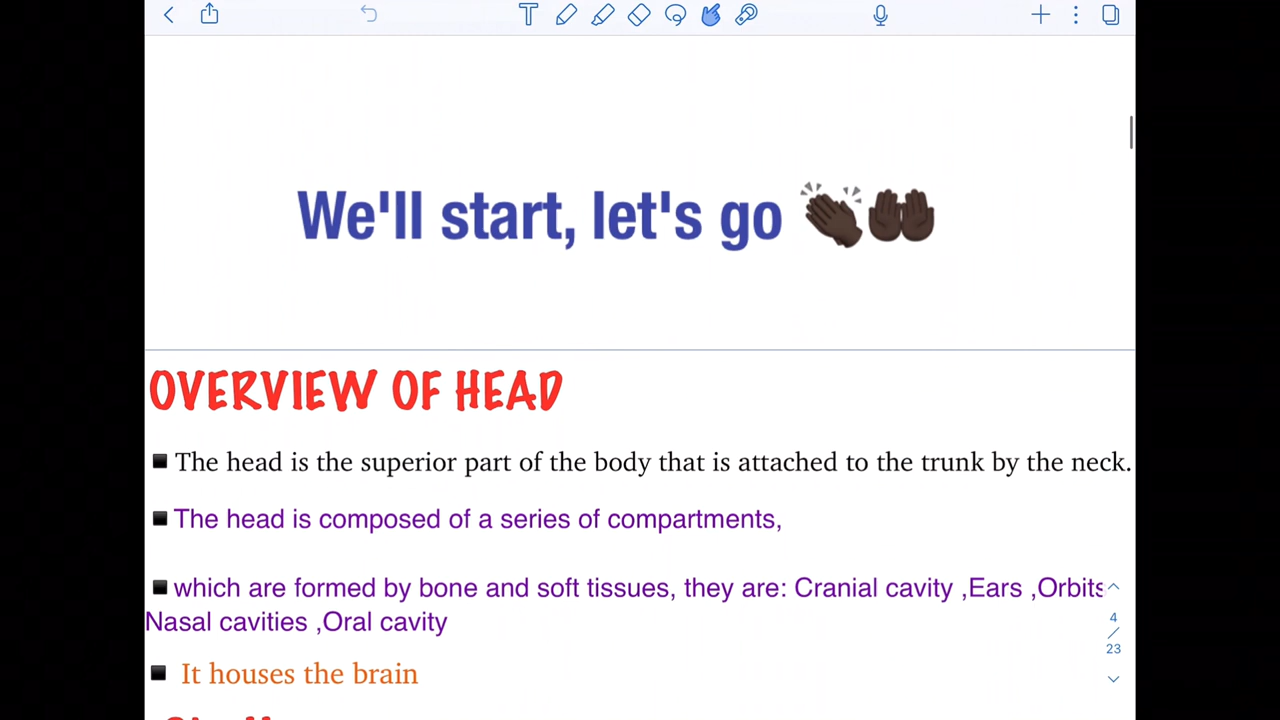 We'll start, let's go 👏🏿🤲🏿
OVERVIEW OF HEAD
▪️The head is the superior part of the body that is attached to the trunk by the neck.
▪️The head is composed of a series of compartments,
▪️which are formed by bone and soft tissues, they are: Cranial cavity ,Ears ,Orbits
Nasal cavities ,Oral cavity
4
/
23
▪️ It houses the brain